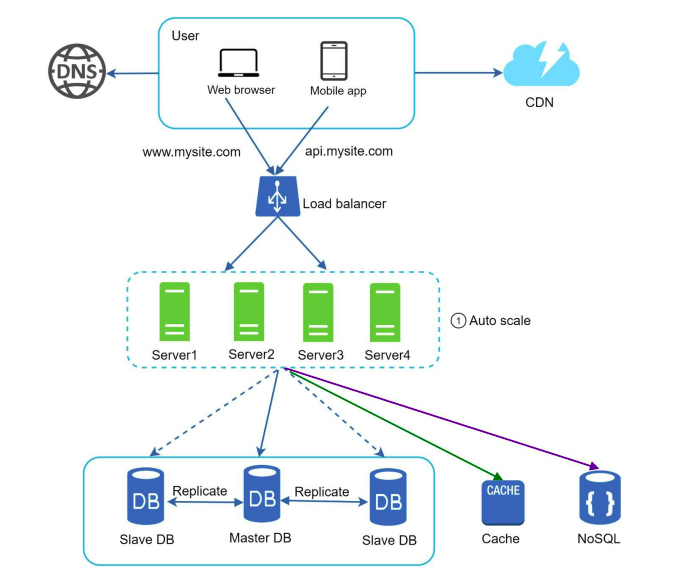 User
DNS
Web browser
Mobile app
CDN
www.mysite.com
api.mysite.com
Load balancer
1 Auto scale
Server1
Server2
Server3
Server4
DB
Replicate
DB
Replicate
DB
CACHE
{ }
Slave DB
Master DB
Slave DB
Cache
NoSQL